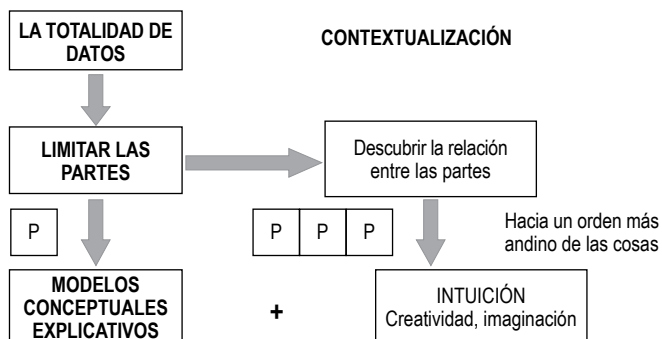 LA TOTALIDAD DE
DATOS
CONTEXTUALIZACIÓN
LIMITAR LAS
PARTES
Descubrir la relación
entre las partes
P
P P P
Hacia un orden más
andino de las cosas
MODELOS
CONCEPTUALES
EXPLICATIVOS
+
INTUICIÓN
Creatividad, imaginación